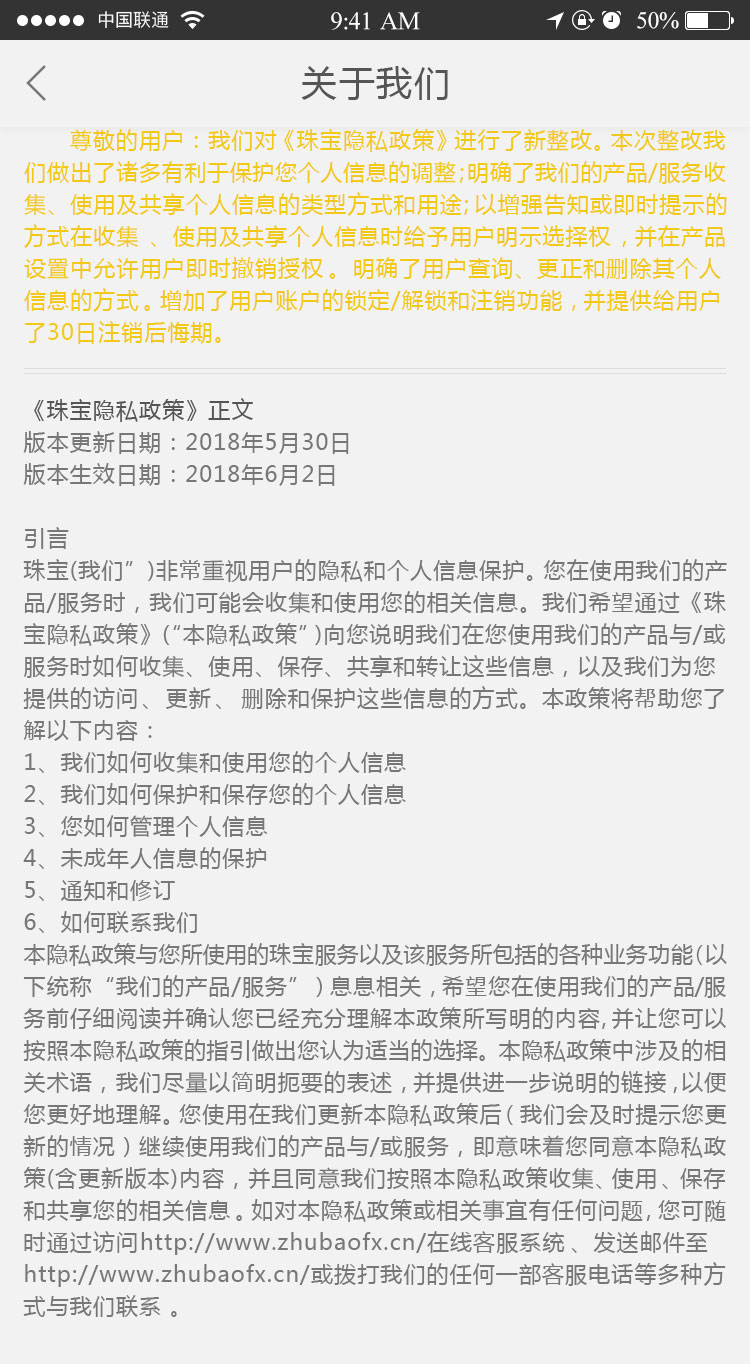 中国联通 9:41 AM 50%
关于我们
尊敬的用户：我们对《珠宝隐私政策》进行了新整改。本次整改我
们做出了诸多有利于保护您个人信息的调整;明确了我们的产品/服务收
集、使用及共享个人信息的类型方式和用途;以增强告知或即时提示的
方式在收集 、使用及共享个人信息时给予用户明示选择权，并在产品
设置中允许用户即时撤销授权。明确了用户查询、更正和删除其个人
信息的方式。增加了用户账户的锁定/解锁和注销功能，并提供给用户
了30日注销后悔期。
《珠宝隐私政策》正文
版本更新日期：2018年5月30日
版本生效日期：2018年6月2日
引言
珠宝(我们”)非常重视用户的隐私和个人信息保护。您在使用我们的产
品/服务时，我们可能会收集和使用您的相关信息。我们希望通过《珠
宝隐私政策》(“本隐私政策”)向您说明我们在您使用我们的产品与/或
服务时如何收集、使用、保存、共享和转让这些信息，以及我们为您
提供的访问、更新、 删除和保护这些信息的方式。本政策将帮助您了
解以下内容：
1、我们如何收集和使用您的个人信息
2、我们如何保护和保存您的个人信息
3、您如何管理个人信息
4、未成年人信息的保护
5、通知和修订
6、如何联系我们
本隐私政策与您所使用的珠宝服务以及该服务所包括的各种业务功能(以
下统称“我们的产品/服务” )息息相关，希望您在使用我们的产品/服
务前仔细阅读并确认您已经充分理解本政策所写明的内容,并让您可以
按照本隐私政策的指引做出您认为适当的选择。本隐私政策中涉及的相
关术语，我们尽量以简明扼要的表述，并提供进一步说明的链接,以便
您更好地理解。您使用在我们更新本隐私政策后(我们会及时提示您更
新的情况)继续使用我们的产品与/或服务，即意味着您同意本隐私政
策(含更新版本)内容，并且同意我们按照本隐私政策收集、使用、保存
和共享您的相关信息。如对本隐私政策或相关事宜有任何问题,您可随
时通过访问http://www.zhubaofx.cn/在线客服系统、发送邮件至
http://www.zhubaofx.cn/或拨打我们的任何一部客服电话等多种方
式与我们联系 。